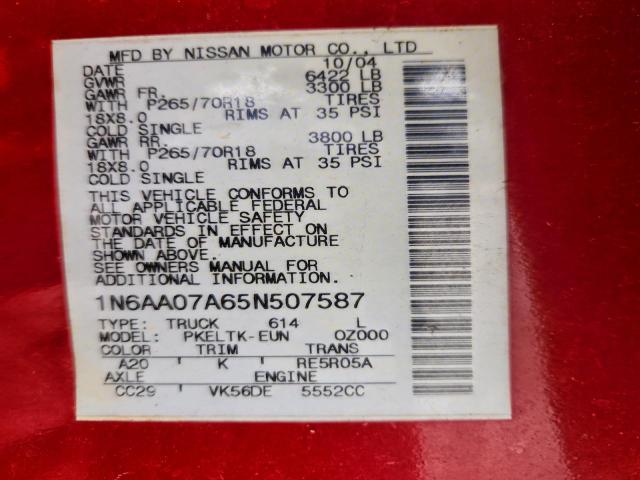 MFD BY NISSAN MOTOR CO., LTD
DATE 10/04
GVWR 6422 LB
GAWR FR. 3300 LB
WITH P265/70R18 TIRES
18X8.0 RIMS AT 35 PSI
COLD SINGLE
GAWR RR. 3800 LB
WITH P265/70R18 TIRES
18X8.0 RIMS AT 35 PSI
COLD SINGLE
THIS VEHICLE CONFORMS TO
ALL APPLICABLE FEDERAL
MOTOR VEHICLE SAFETY
STANDARDS IN EFFECT ON
THE DATE OF MANUFACTURE
SHOWN ABOVE.
SEE OWNERS MANUAL FOR
ADDITIONAL INFORMATION.
1N6AA07A65N507587
TYPE: TRUCK 614 L
MODEL: PKELTK-EUN OZ000
COLOR TRIM TRANS
A20 K RE5R05A
AXLE ENGINE
CC29 VK56DE 5552CC